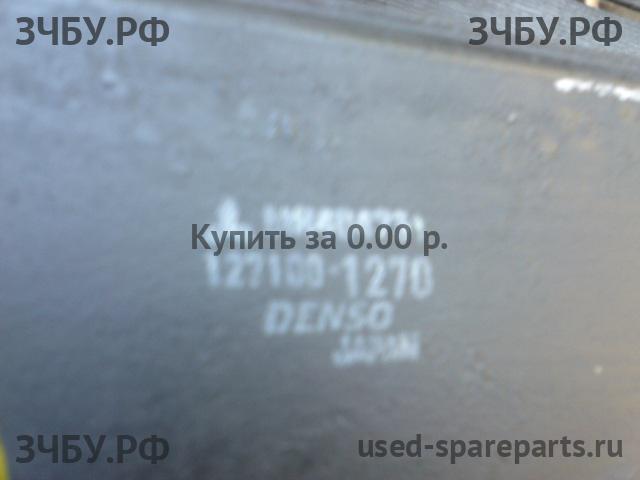 ЗЧБУ.РФ ЗЧБУ.РФ
Купить за 0.00 р.
127100-1270
DENSO
JAPAN
ЗЧБУ.РФ used-spareparts.ru